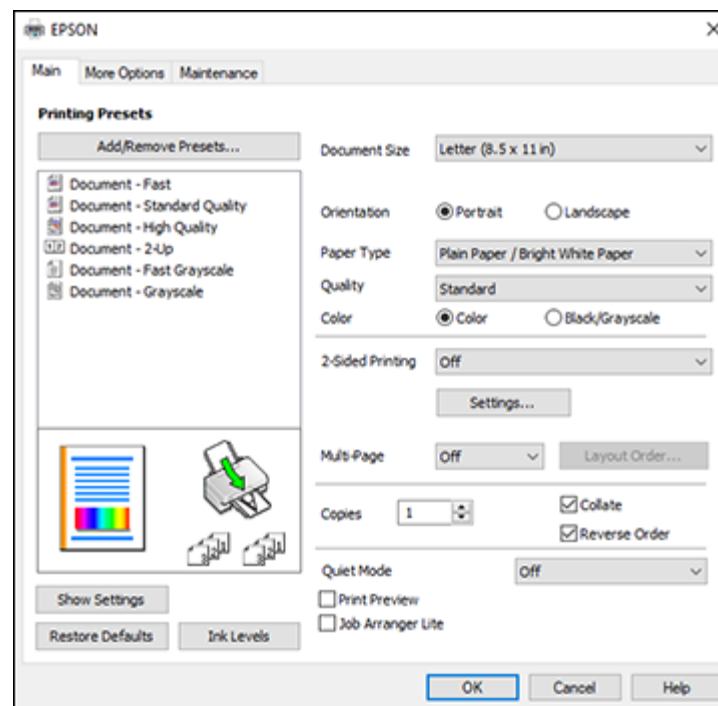 EPSON
Main More Options Maintenance
Printing Presets
Add/Remove Presets...
Document - Fast
Document - Standard Quality
Document - High Quality
Document - 2-Up
Document - Fast Grayscale
Document - Grayscale
Show Settings
Restore Defaults Ink Levels
Document Size Letter (8.5 x 11 in)
Orientation Portrait Landscape
Paper Type Plain Paper / Bright White Paper
Quality Standard
Color Color Black/Grayscale
2-Sided Printing Off
Settings...
Multi-Page Off Layout Order...
Copies 1 Collate
Reverse Order
Quiet Mode Off
Print Preview
Job Arranger Lite
OK Cancel Help